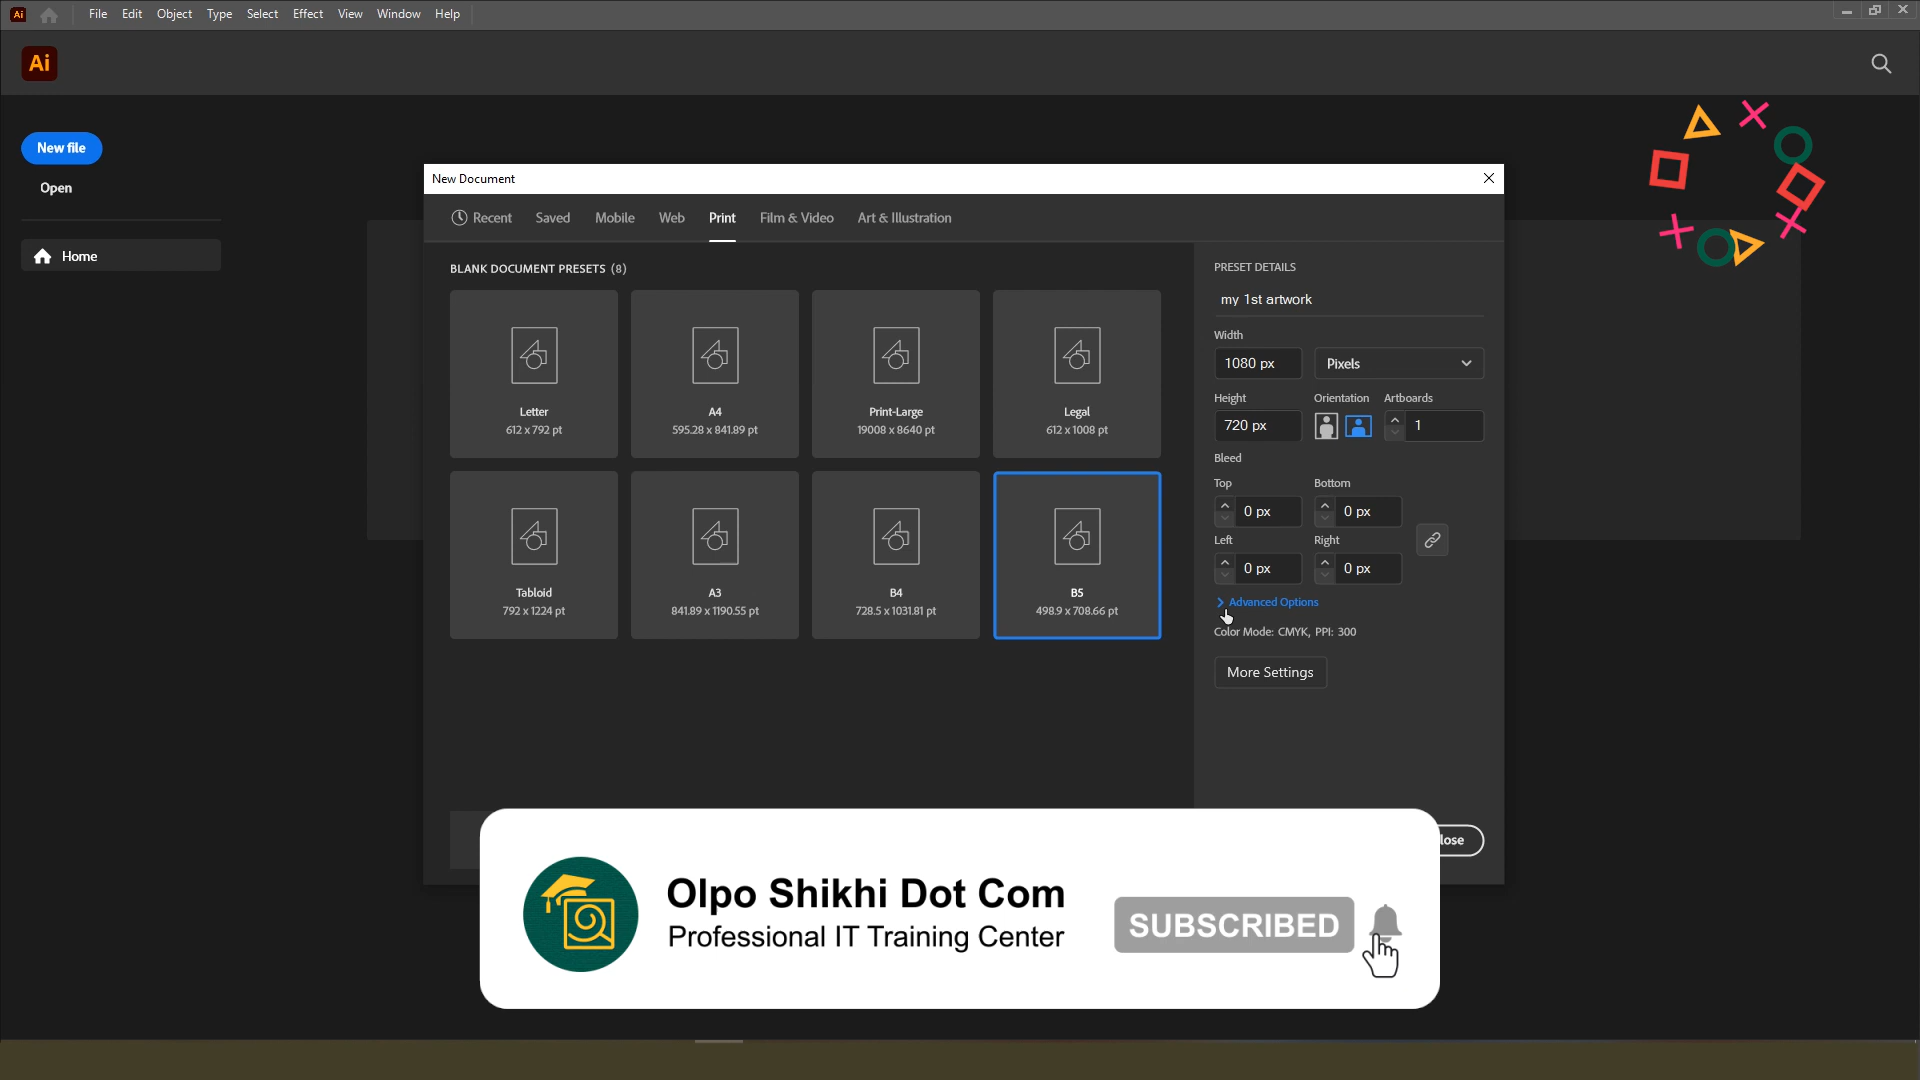 Ai File Edit Object Type Select Effect View Window Help
Ai
New file
Open
Home
New Document
Recent Saved Mobile Web Print Film & Video Art & Illustration
BLANK DOCUMENT PRESETS (8)
Letter
612 x 792 pt
A4
595.28 x 841.89 pt
Print-Large
19008 x 8640 pt
Legal
612 x 1008 pt
Tabloid
792 x 1224 pt
A3
841.89 x 1190.55 pt
B4
728.5 x 1031.81 pt
B5
498.9 x 708.66 pt
PRESET DETAILS
my 1st artwork
Width
1080 px Pixels
Height Orientation Artboards
720 px 1
Bleed
Top Bottom
0 px 0 px
Left Right
0 px 0 px
Advanced Options
Color Mode: CMYK, PPI: 300
More Settings
lose
Olpo Shikhi Dot Com
Professional IT Training Center
SUBSCRIBED